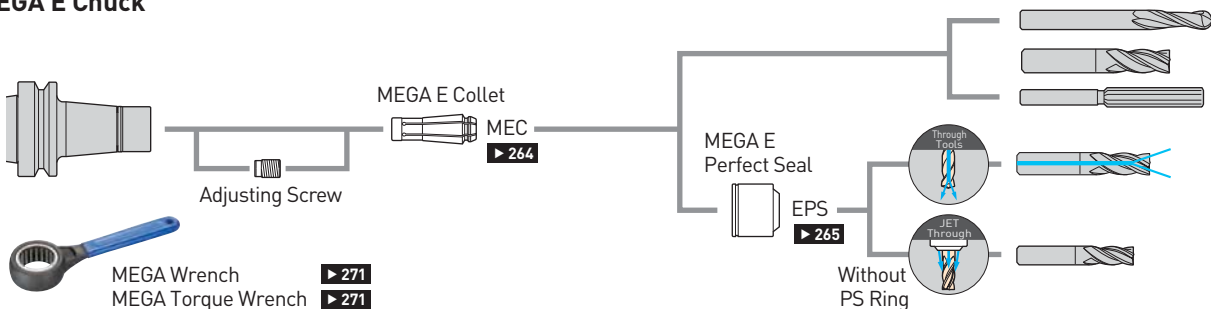 MEGA E Chuck
MEGA E Collet
MEC
▶ 264
Adjusting Screw
MEGA E
Perfect Seal
EPS
▶ 265
Through
Tools
JET
Through
Without
PS Ring
MEGA Wrench ▶ 271
MEGA Torque Wrench ▶ 271